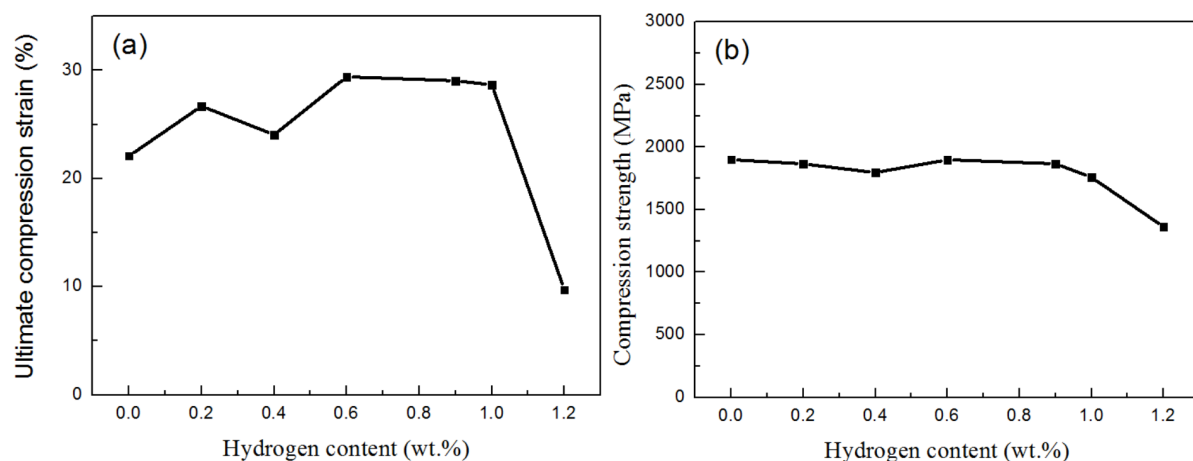 (a)
Ultimate compression strain (%)
30
20
10
0
0.0 0.2 0.4 0.6 0.8 1.0 1.2
Hydrogen content (wt.%)
(b)
Compression strength (MPa)
3000
2500
2000
1500
1000
500
0
0.0 0.2 0.4 0.6 0.8 1.0 1.2
Hydrogen content (wt.%)